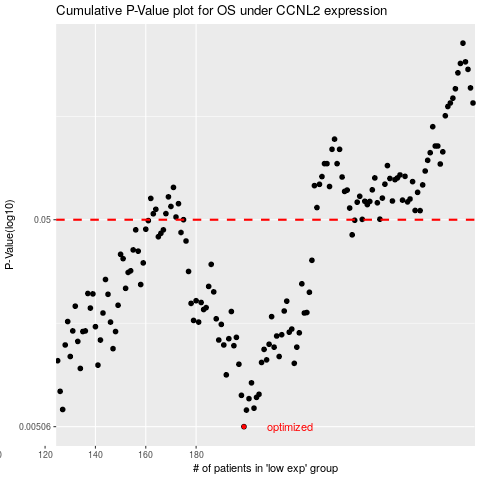 Cumulative P-Value plot for OS under CCNL2 expression
P-Value(log10)
0.05
0.00506
optimized
0 120 140 160 180
# of patients in 'low exp' group